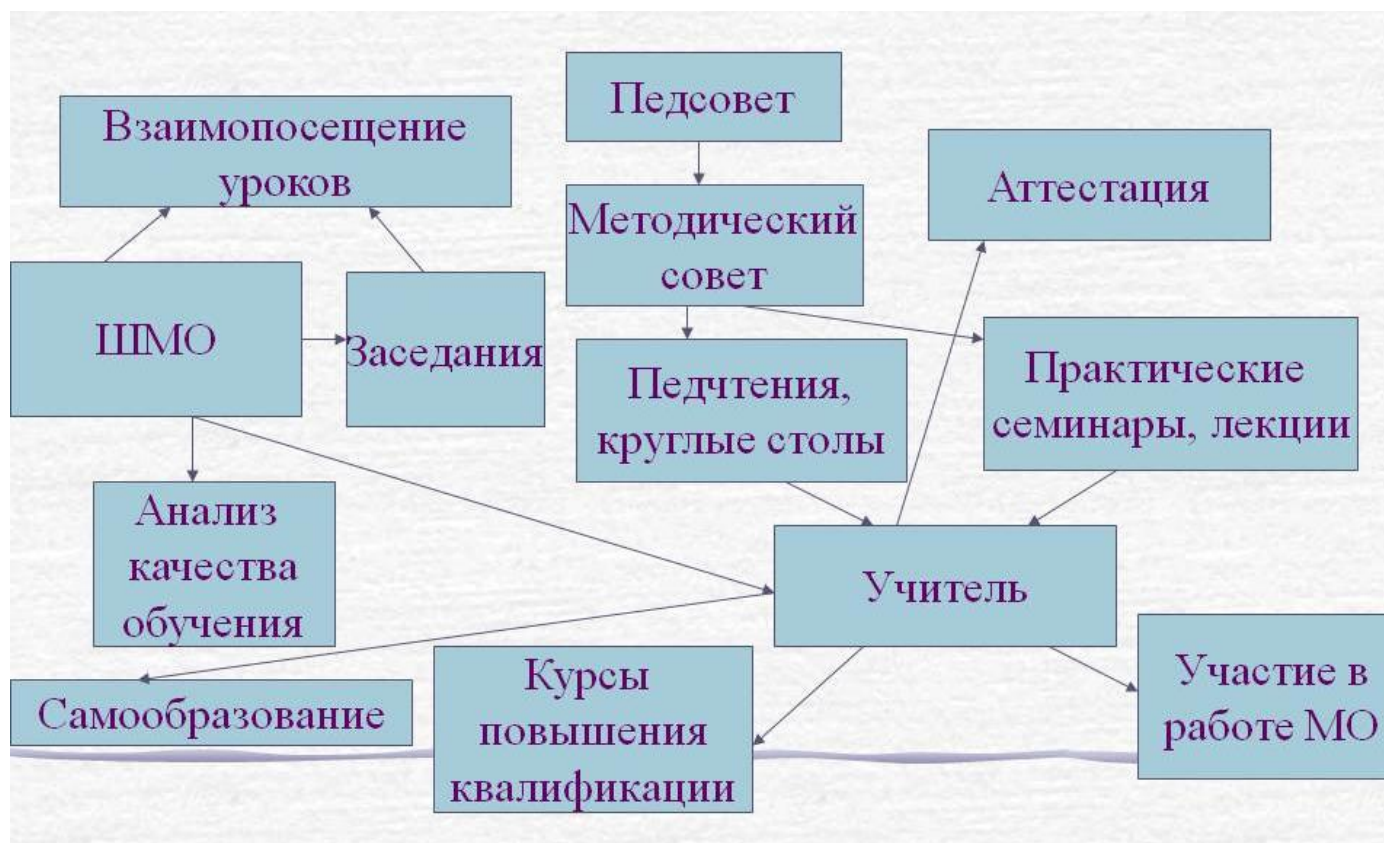 Педсовет
Взаимопосещение
уроков
Аттестация
Методический
совет
ШМО
Заседания
Педчтения,
круглые столы
Практические
семинары, лекции
Анализ
качества
обучения
Учитель
Самообразование
Курсы
повышения
квалификации
Участие в
работе МО